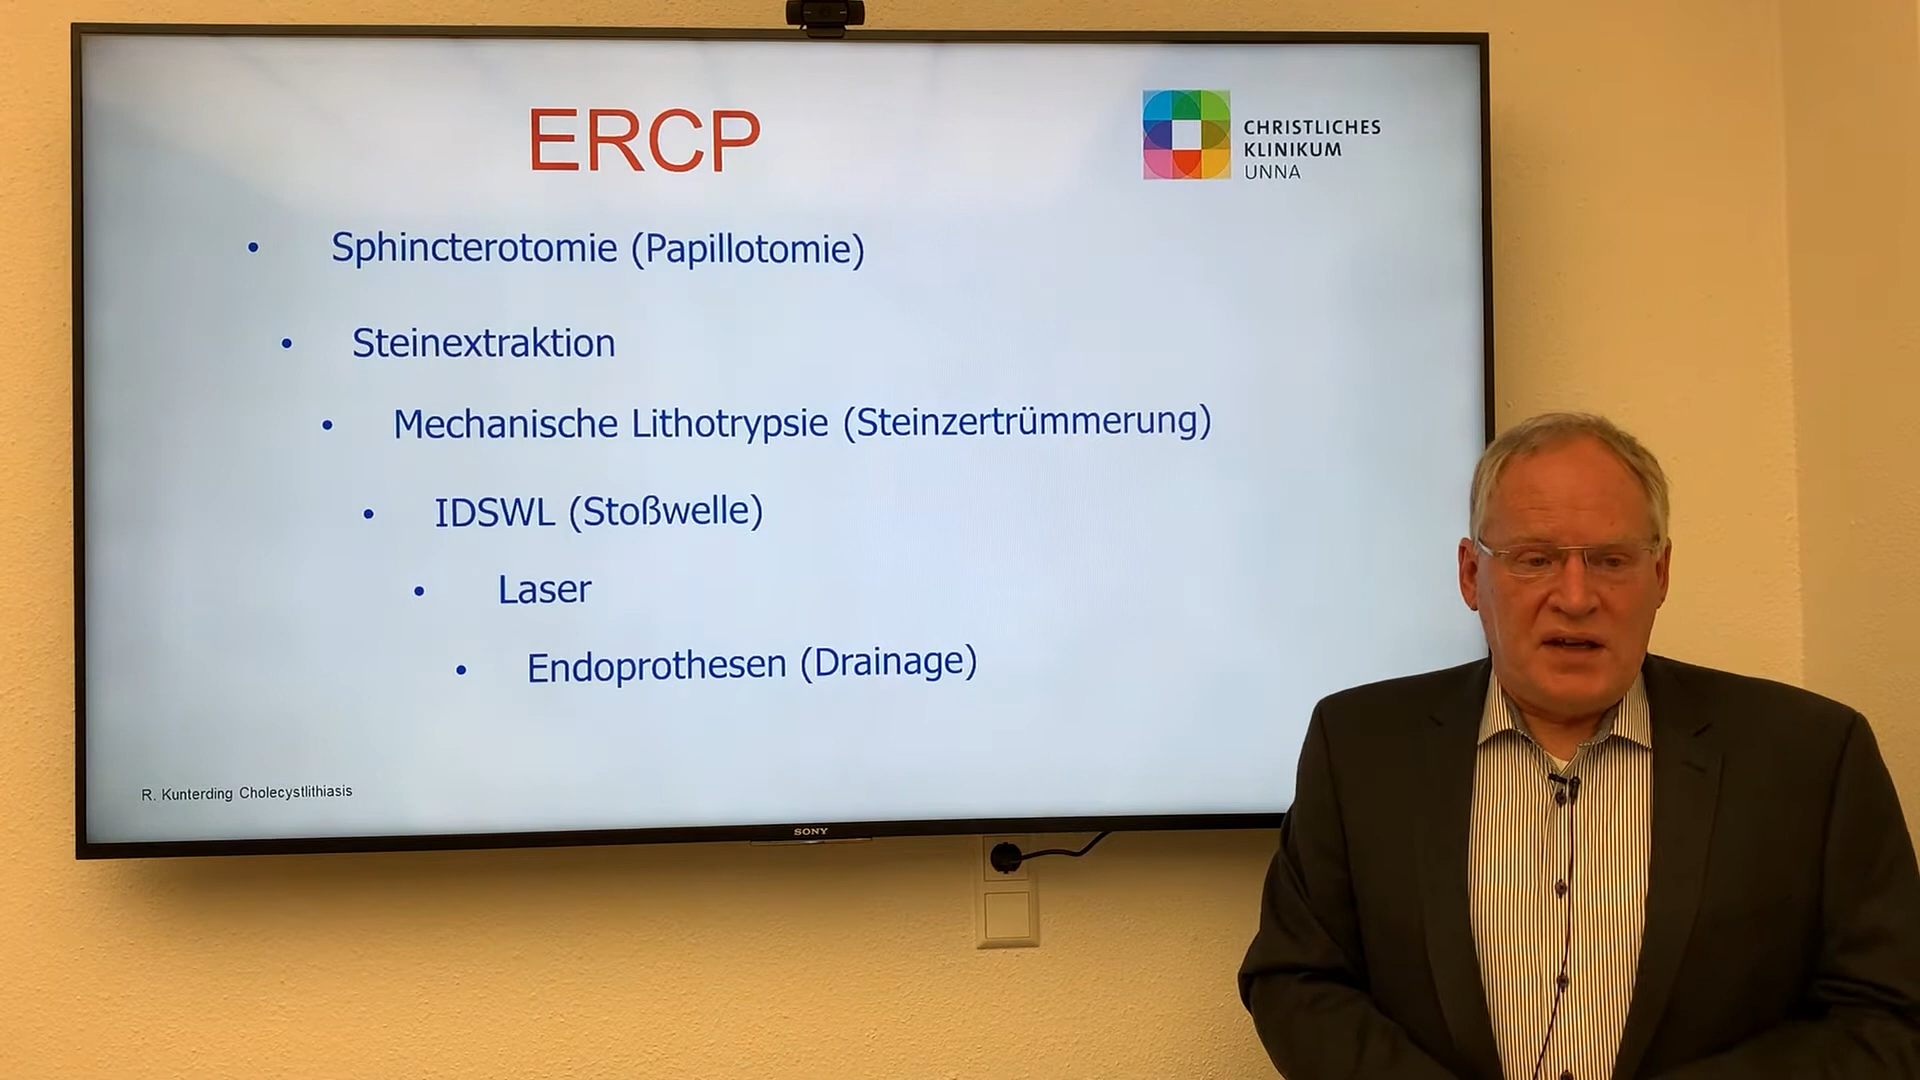 ERCP
CHRISTLICHES
KLINIKUM
UNNA
• Sphincterotomie (Papillotomie)
• Steinextraktion
• Mechanische Lithotrypsie (Steinzertrümmerung)
• IDSWL (Stoßwelle)
• Laser
• Endoprothesen (Drainage)
R. Kunterding Cholecystlithiasis
SONY